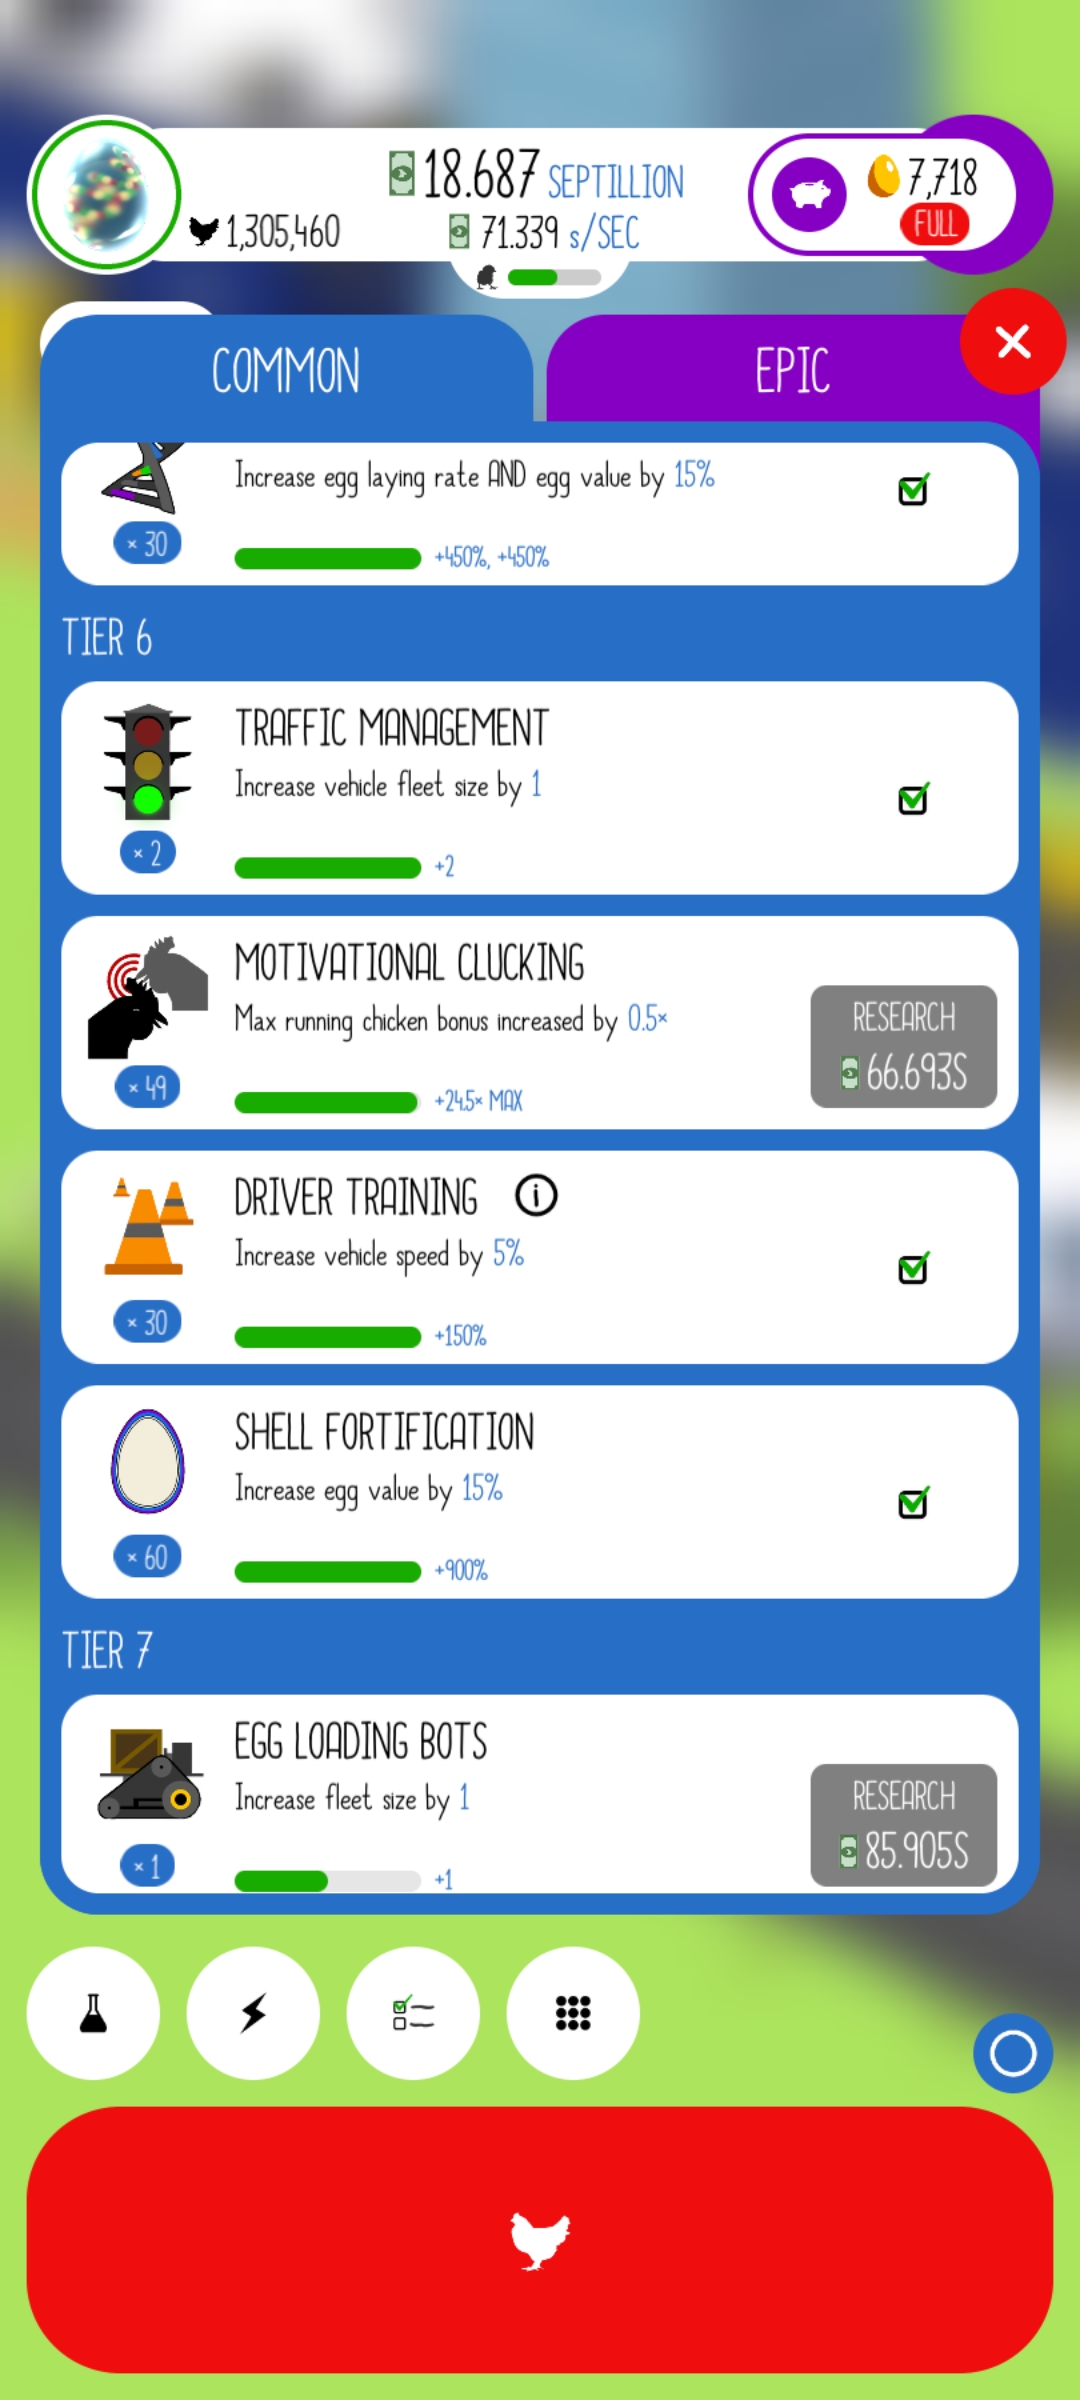 18.687 SEPTILLION
7,718
1,305,460
71.339 s/SEC
FULL
COMMON
EPIC
Increase egg laying rate AND egg value by 15%
× 30
+450%, +450%
TIER 6
TRAFFIC MANAGEMENT
Increase vehicle fleet size by 1
× 2
+2
MOTIVATIONAL CLUCKING
Max running chicken bonus increased by 0.5×
RESEARCH
66.693S
× 49
+24.5× MAX
DRIVER TRAINING
Increase vehicle speed by 5%
× 30
+150%
SHELL FORTIFICATION
Increase egg value by 15%
× 60
+900%
TIER 7
EGG LOADING BOTS
Increase fleet size by 1
RESEARCH
85.905S
× 1
+1